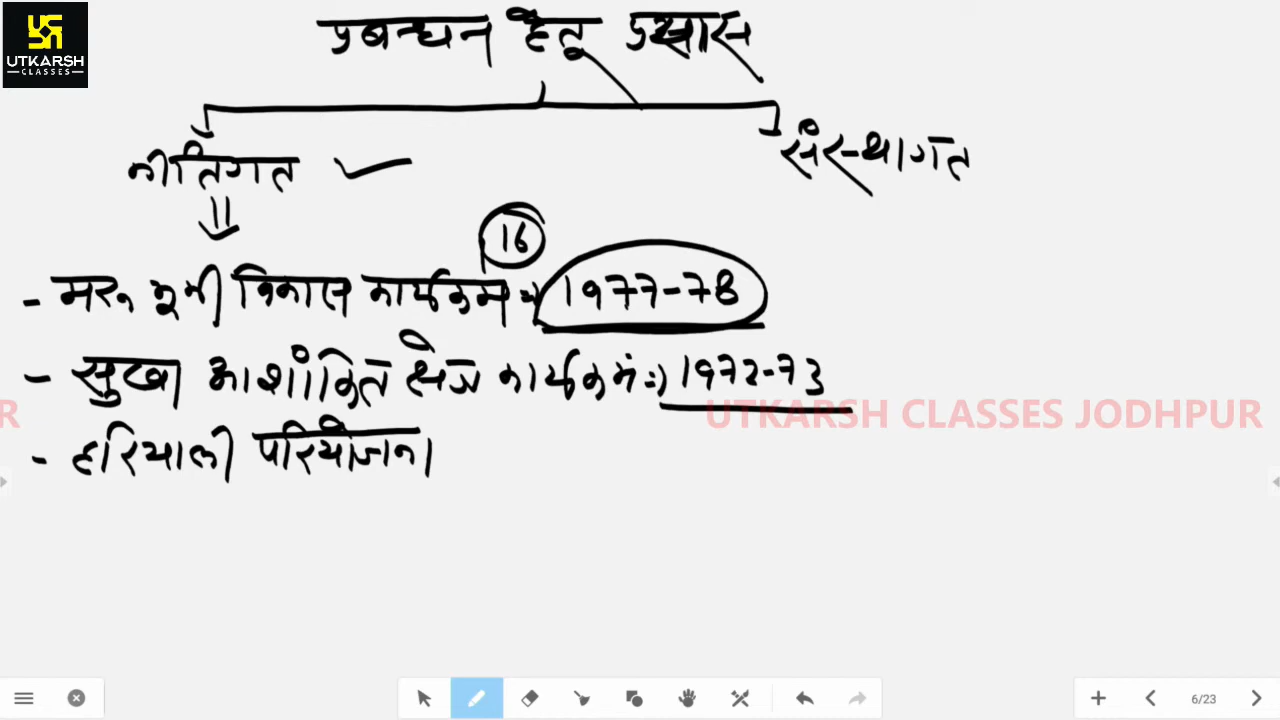 UTKARSH
CLASSES
प्रबन्धन हेतू प्रयास
नीतिगत
संस्थागत
16
- मरू भूमी विकास कार्यक्रम => 1977-78
- सुखा आशंकित क्षेत्र कार्यक्रम => 1972-73
UTKARSH CLASSES JODHPUR
R
- हरियाली परियोजना
6/23